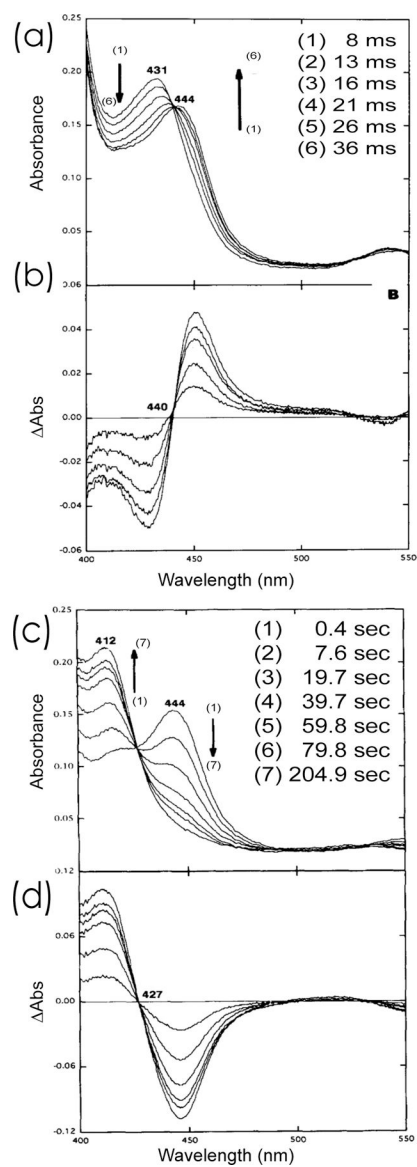 (a)
0.25
0.20
0.15
0.10
0.05
0.06
Absorbance
(1)
(6)
431
444
(6)
(1)
(1) 8 ms
(2) 13 ms
(3) 16 ms
(4) 21 ms
(5) 26 ms
(6) 36 ms
(b)
B
0.04
0.02
0.00
-0.02
-0.04
-0.06
ΔAbs
440
400
450
500
550
Wavelength (nm)
(c)
0.25
0.20
0.15
0.10
0.05
0.12
Absorbance
412
(7)
(1)
444
(1)
(7)
(1) 0.4 sec
(2) 7.6 sec
(3) 19.7 sec
(4) 39.7 sec
(5) 59.8 sec
(6) 79.8 sec
(7) 204.9 sec
(d)
0.06
0.00
-0.06
-0.12
ΔAbs
427
400
450
500
550
Wavelength (nm)